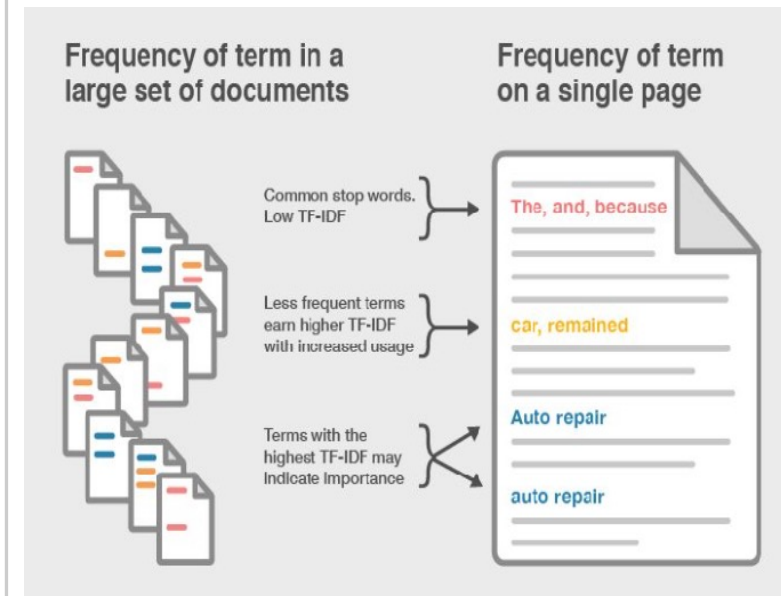 Frequency of term in a
large set of documents
Frequency of term
on a single page
Common stop words.
Low TF-IDF
The, and, because
Less frequent terms
earn higher TF-IDF
with increased usage
car, remained
Terms with the
highest TF-IDF may
Indicate Importance
Auto repair
auto repair